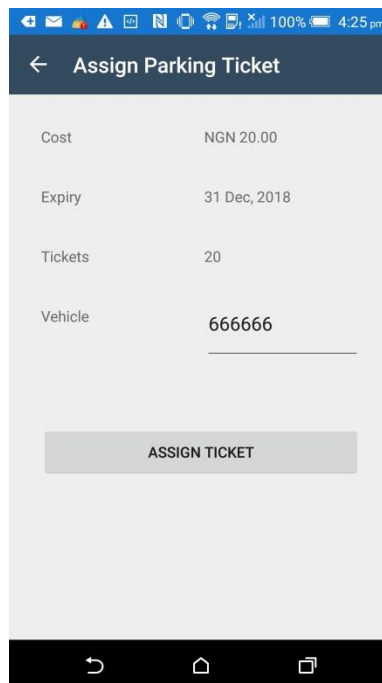 100% 4:25 pm
Assign Parking Ticket
Cost NGN 20.00
Expiry 31 Dec, 2018
Tickets 20
Vehicle 666666
ASSIGN TICKET